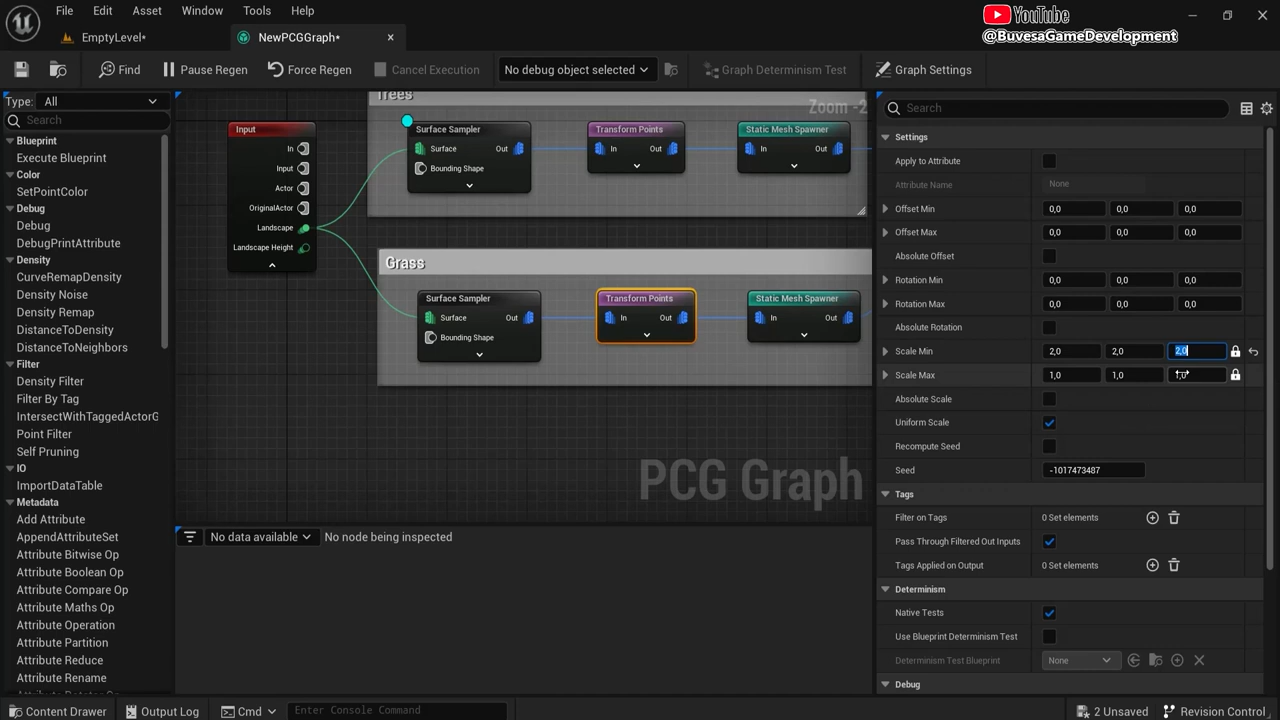 File Edit Asset Window Tools Help
YouTube
@BuvesaGameDevelopment
EmptyLevel*
NewPCGGraph*
Find
Pause Regen
Force Regen
Cancel Execution
No debug object selected
Graph Determinism Test
Graph Settings
Type: All
Search
Blueprint
Execute Blueprint
Color
SetPointColor
Debug
Debug
DebugPrintAttribute
Density
CurveRemapDensity
Density Noise
Density Remap
DistanceToDensity
DistanceToNeighbors
Filter
Density Filter
Filter By Tag
IntersectWithTaggedActorG
Point Filter
Self Pruning
IO
ImportDataTable
Metadata
Add Attribute
AppendAttributeSet
Attribute Bitwise Op
Attribute Boolean Op
Attribute Compare Op
Attribute Maths Op
Attribute Operation
Attribute Partition
Attribute Reduce
Attribute Rename
Trees
Zoom -2
Input
In
Input
Actor
OriginalActor
Landscape
Landscape Height
Surface Sampler
Surface Out
Bounding Shape
Transform Points
In Out
Static Mesh Spawner
In Out
Grass
Surface Sampler
Surface Out
Bounding Shape
Transform Points
In Out
Static Mesh Spawner
In Out
PCG Graph
No data available
No node being inspected
Search
Settings
Apply to Attribute
Attribute Name None
Offset Min 0,0 0,0 0,0
Offset Max 0,0 0,0 0,0
Absolute Offset
Rotation Min 0,0 0,0 0,0
Rotation Max 0,0 0,0 0,0
Absolute Rotation
Scale Min 2,0 2,0 2,0
Scale Max 1,0 1,0 1,0
Absolute Scale
Uniform Scale
Recompute Seed
Seed -1017473487
Tags
Filter on Tags 0 Set elements
Pass Through Filtered Out Inputs
Tags Applied on Output 0 Set elements
Determinism
Native Tests
Use Blueprint Determinism Test
Determinism Test Blueprint None
Debug
Content Drawer
Output Log
Cmd
Enter Console Command
2 Unsaved
Revision Control